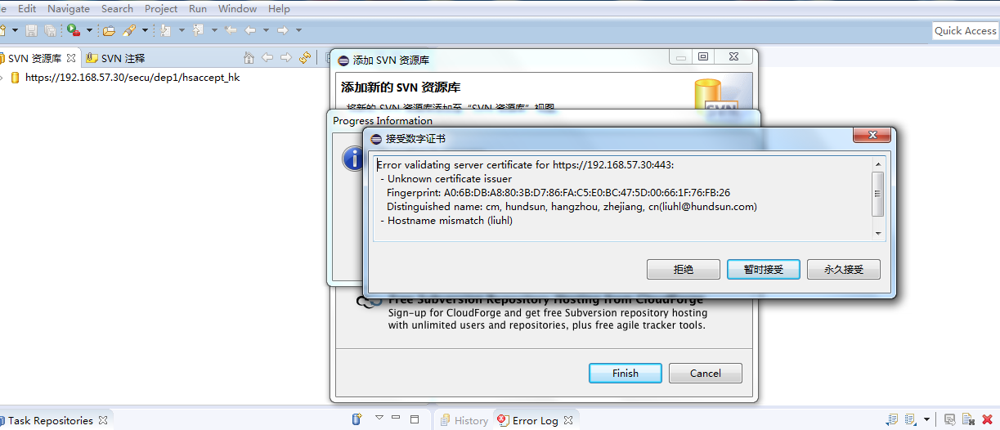 e Edit Navigate Search Project Run Window Help
Quick Access
SVN 资源库 SVN 注释
https://192.168.57.30/secu/dep1/hsaccept_hk
添加 SVN 资源库
添加新的 SVN 资源库
将新的 SVN 资源库添加至“SVN 资源库”视图
SVN
Progress Information
接受数字证书
Error validating server certificate for https://192.168.57.30:443:
- Unknown certificate issuer
Fingerprint: A0:6B:DB:A8:80:3B:D7:86:FA:C5:E0:BC:47:5D:00:66:1F:76:FB:26
Distinguished name: cm, hundsun, hangzhou, zhejiang, cn(liuhl@hundsun.com)
- Hostname mismatch (liuhl)
拒绝 暂时接受 永久接受
Free Subversion Repository Hosting from CloudForge
Sign-up for CloudForge and get free Subversion repository hosting
with unlimited users and repositories, plus free agile tracker tools.
Finish Cancel
Task Repositories History Error Log